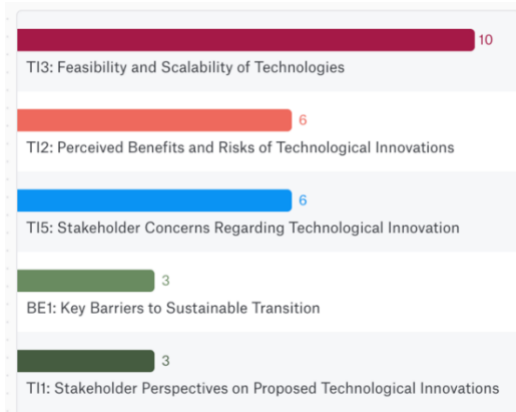 10
TI3: Feasibility and Scalability of Technologies
6
TI2: Perceived Benefits and Risks of Technological Innovations
6
TI5: Stakeholder Concerns Regarding Technological Innovation
3
BE1: Key Barriers to Sustainable Transition
3
TI1: Stakeholder Perspectives on Proposed Technological Innovations